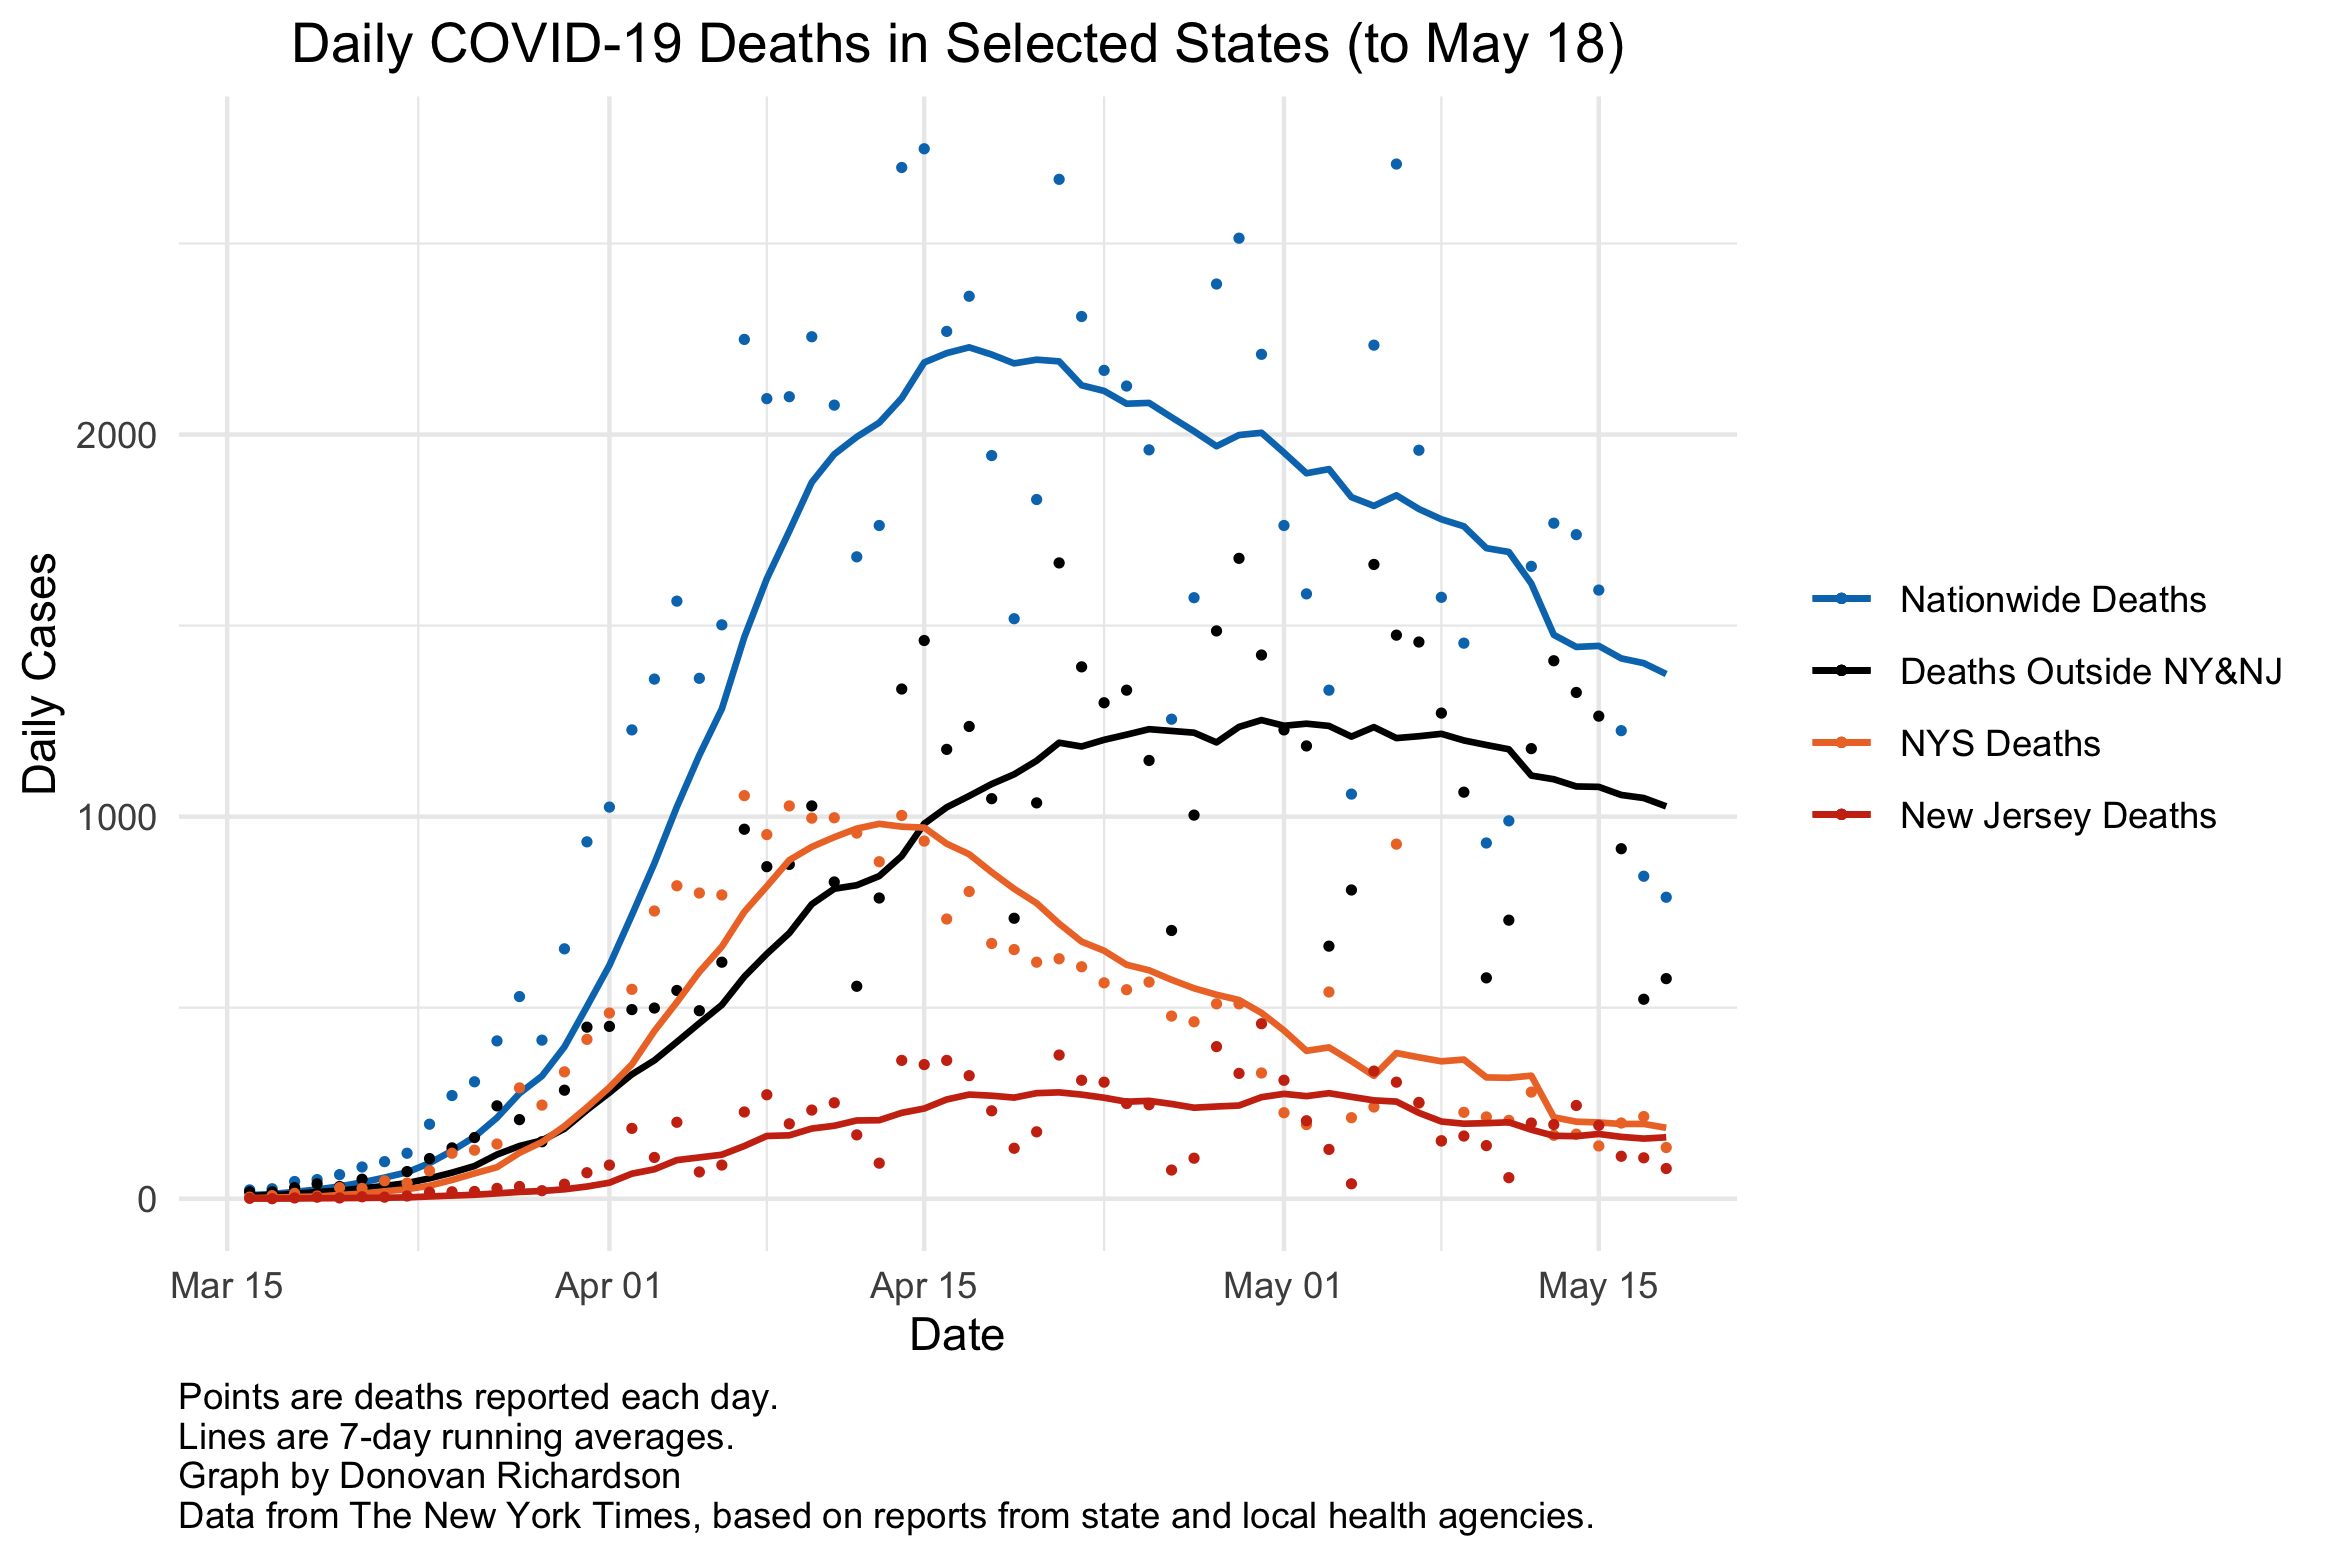 Daily COVID-19 Deaths in Selected States (to May 18)
Daily Cases
2000
1000
0
Nationwide Deaths
Deaths Outside NY&NJ
NYS Deaths
New Jersey Deaths
Mar 15
Apr 01
Apr 15
May 01
May 15
Date
Points are deaths reported each day.
Lines are 7-day running averages.
Graph by Donovan Richardson
Data from The New York Times, based on reports from state and local health agencies.